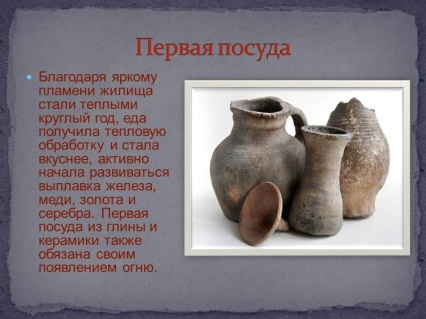 Первая посуда
Благодаря яркому
пламени жилища
стали теплыми
круглый год, еда
получила тепловую
обработку и стала
вкуснее, активно
начала развиваться
выплавка железа,
меди, золота и
серебра. Первая
посуда из глины и
керамики также
обязана своим
появлением огню.